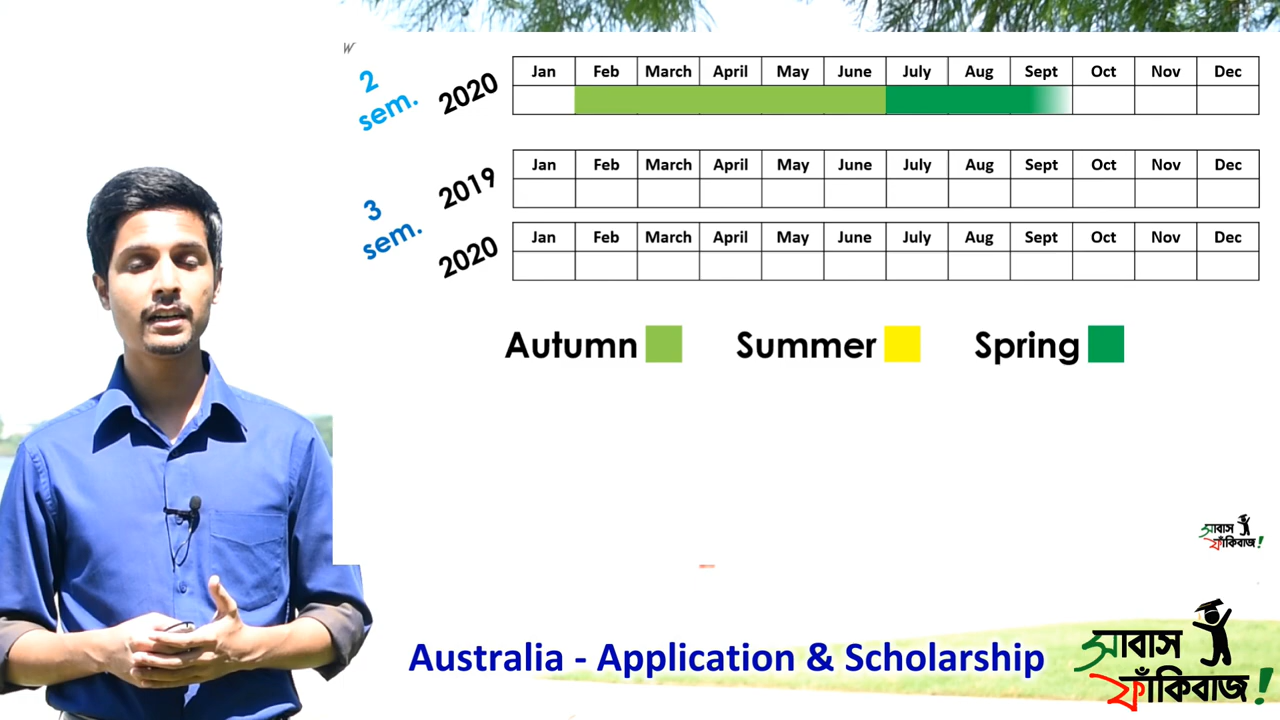 W
2
sem.
2020
Jan Feb March April May June July Aug Sept Oct Nov Dec
3
sem.
2019
Jan Feb March April May June July Aug Sept Oct Nov Dec
2020
Jan Feb March April May June July Aug Sept Oct Nov Dec
Autumn Summer Spring
সাবাস
ফাঁকিবাজ!
Australia - Application & Scholarship
সাবাস
ফাঁকিবাজ!